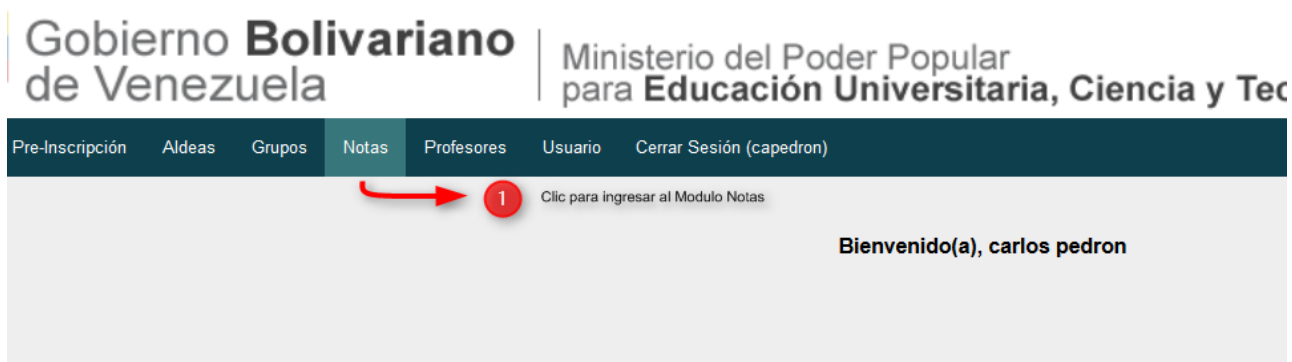 Gobierno Bolivariano
de Venezuela
Ministerio del Poder Popular
para Educación Universitaria, Ciencia y Tec
Pre-Inscripción Aldeas Grupos Notas Profesores Usuario Cerrar Sesión (capedron)
1 Clic para ingresar al Modulo Notas
Bienvenido(a), carlos pedron